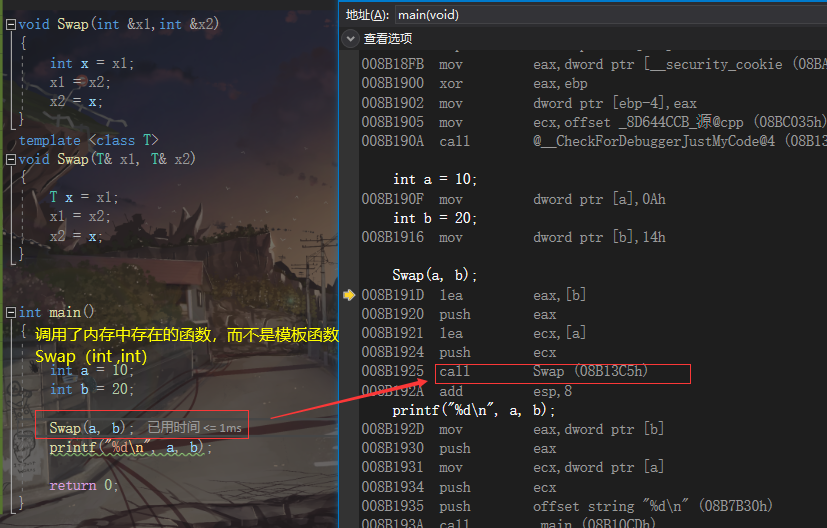 void Swap(int &x1,int &x2)
{
int x = x1;
x1 = x2;
x2 = x;
}
template <class T>
void Swap(T& x1, T& x2)
{
T x = x1;
x1 = x2;
x2 = x;
}
int main()
{
调用了内存中存在的函数，而不是模板函数
Swap（int ,int）
int a = 10;
int b = 20;
Swap(a, b); 已用时间 <= 1ms
printf("%d\n", a, b);
return 0;
}
地址(A): main(void)
查看选项
008B18FB mov eax,dword ptr [__security_cookie (08BA
008B1900 xor eax,ebp
008B1902 mov dword ptr [ebp-4],eax
008B1905 mov ecx,offset _8D644CCB_源@cpp (08BC035h)
008B190A call @__CheckForDebuggerJustMyCode@4 (08B13
int a = 10;
008B190F mov dword ptr [a],0Ah
int b = 20;
008B1916 mov dword ptr [b],14h
Swap(a, b);
008B191D lea eax,[b]
008B1920 push eax
008B1921 lea ecx,[a]
008B1924 push ecx
008B1925 call Swap (08B13C5h)
008B192A add esp,8
printf("%d\n", a, b);
008B192D mov eax,dword ptr [b]
008B1930 push eax
008B1931 mov ecx,dword ptr [a]
008B1934 push ecx
008B1935 push offset string "%d\n" (08B7B30h)
008B193A call main (08B10CDh)